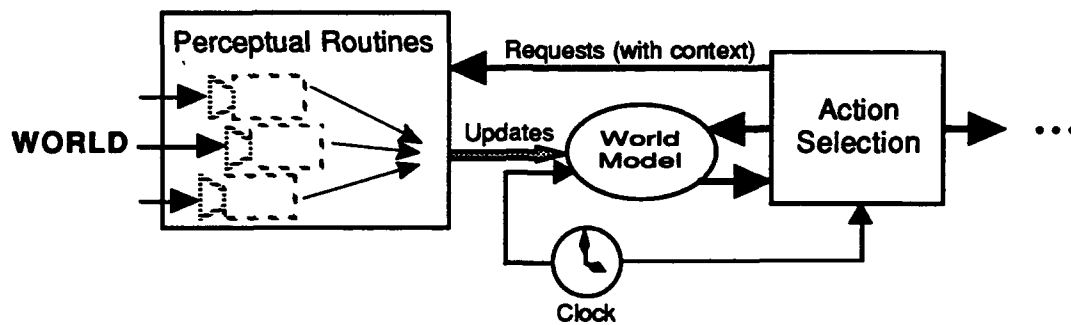 Perceptual Routines
Requests (with context)
WORLD
Updates
World
Model
Action
Selection
...
Clock